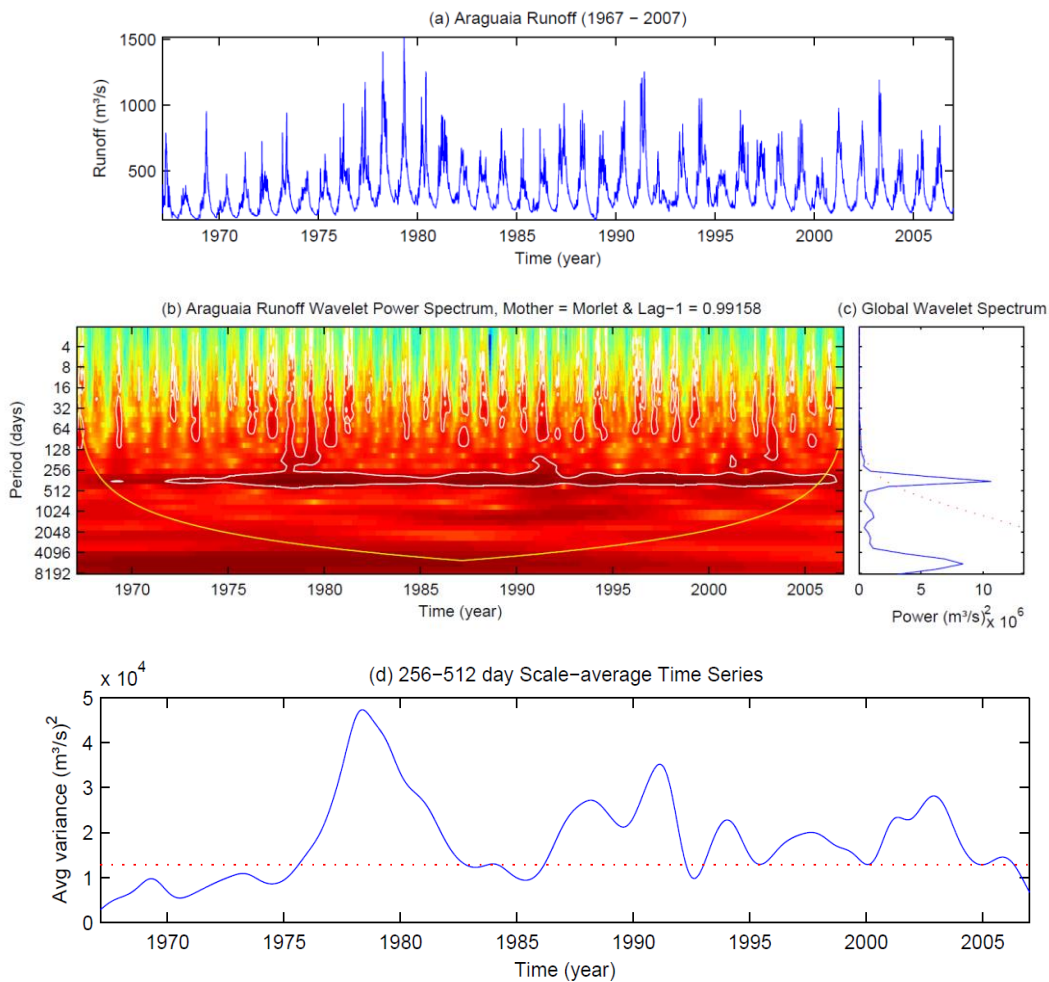 (a) Araguaia Runoff (1967 − 2007)
1500
1000
500
Runoff (m³/s)
1970 1975 1980 1985 1990 1995 2000 2005
Time (year)
(b) Araguaia Runoff Wavelet Power Spectrum, Mother = Morlet & Lag−1 = 0.99158
(c) Global Wavelet Spectrum
4
8
16
32
64
128
256
512
1024
2048
4096
8192
Period (days)
1970 1975 1980 1985 1990 1995 2000 2005
Time (year)
0 5 10
Power (m³/s)² x 10⁶
x 10⁴
(d) 256−512 day Scale−average Time Series
5
4
3
2
1
0
Avg variance (m³/s)²
1970 1975 1980 1985 1990 1995 2000 2005
Time (year)